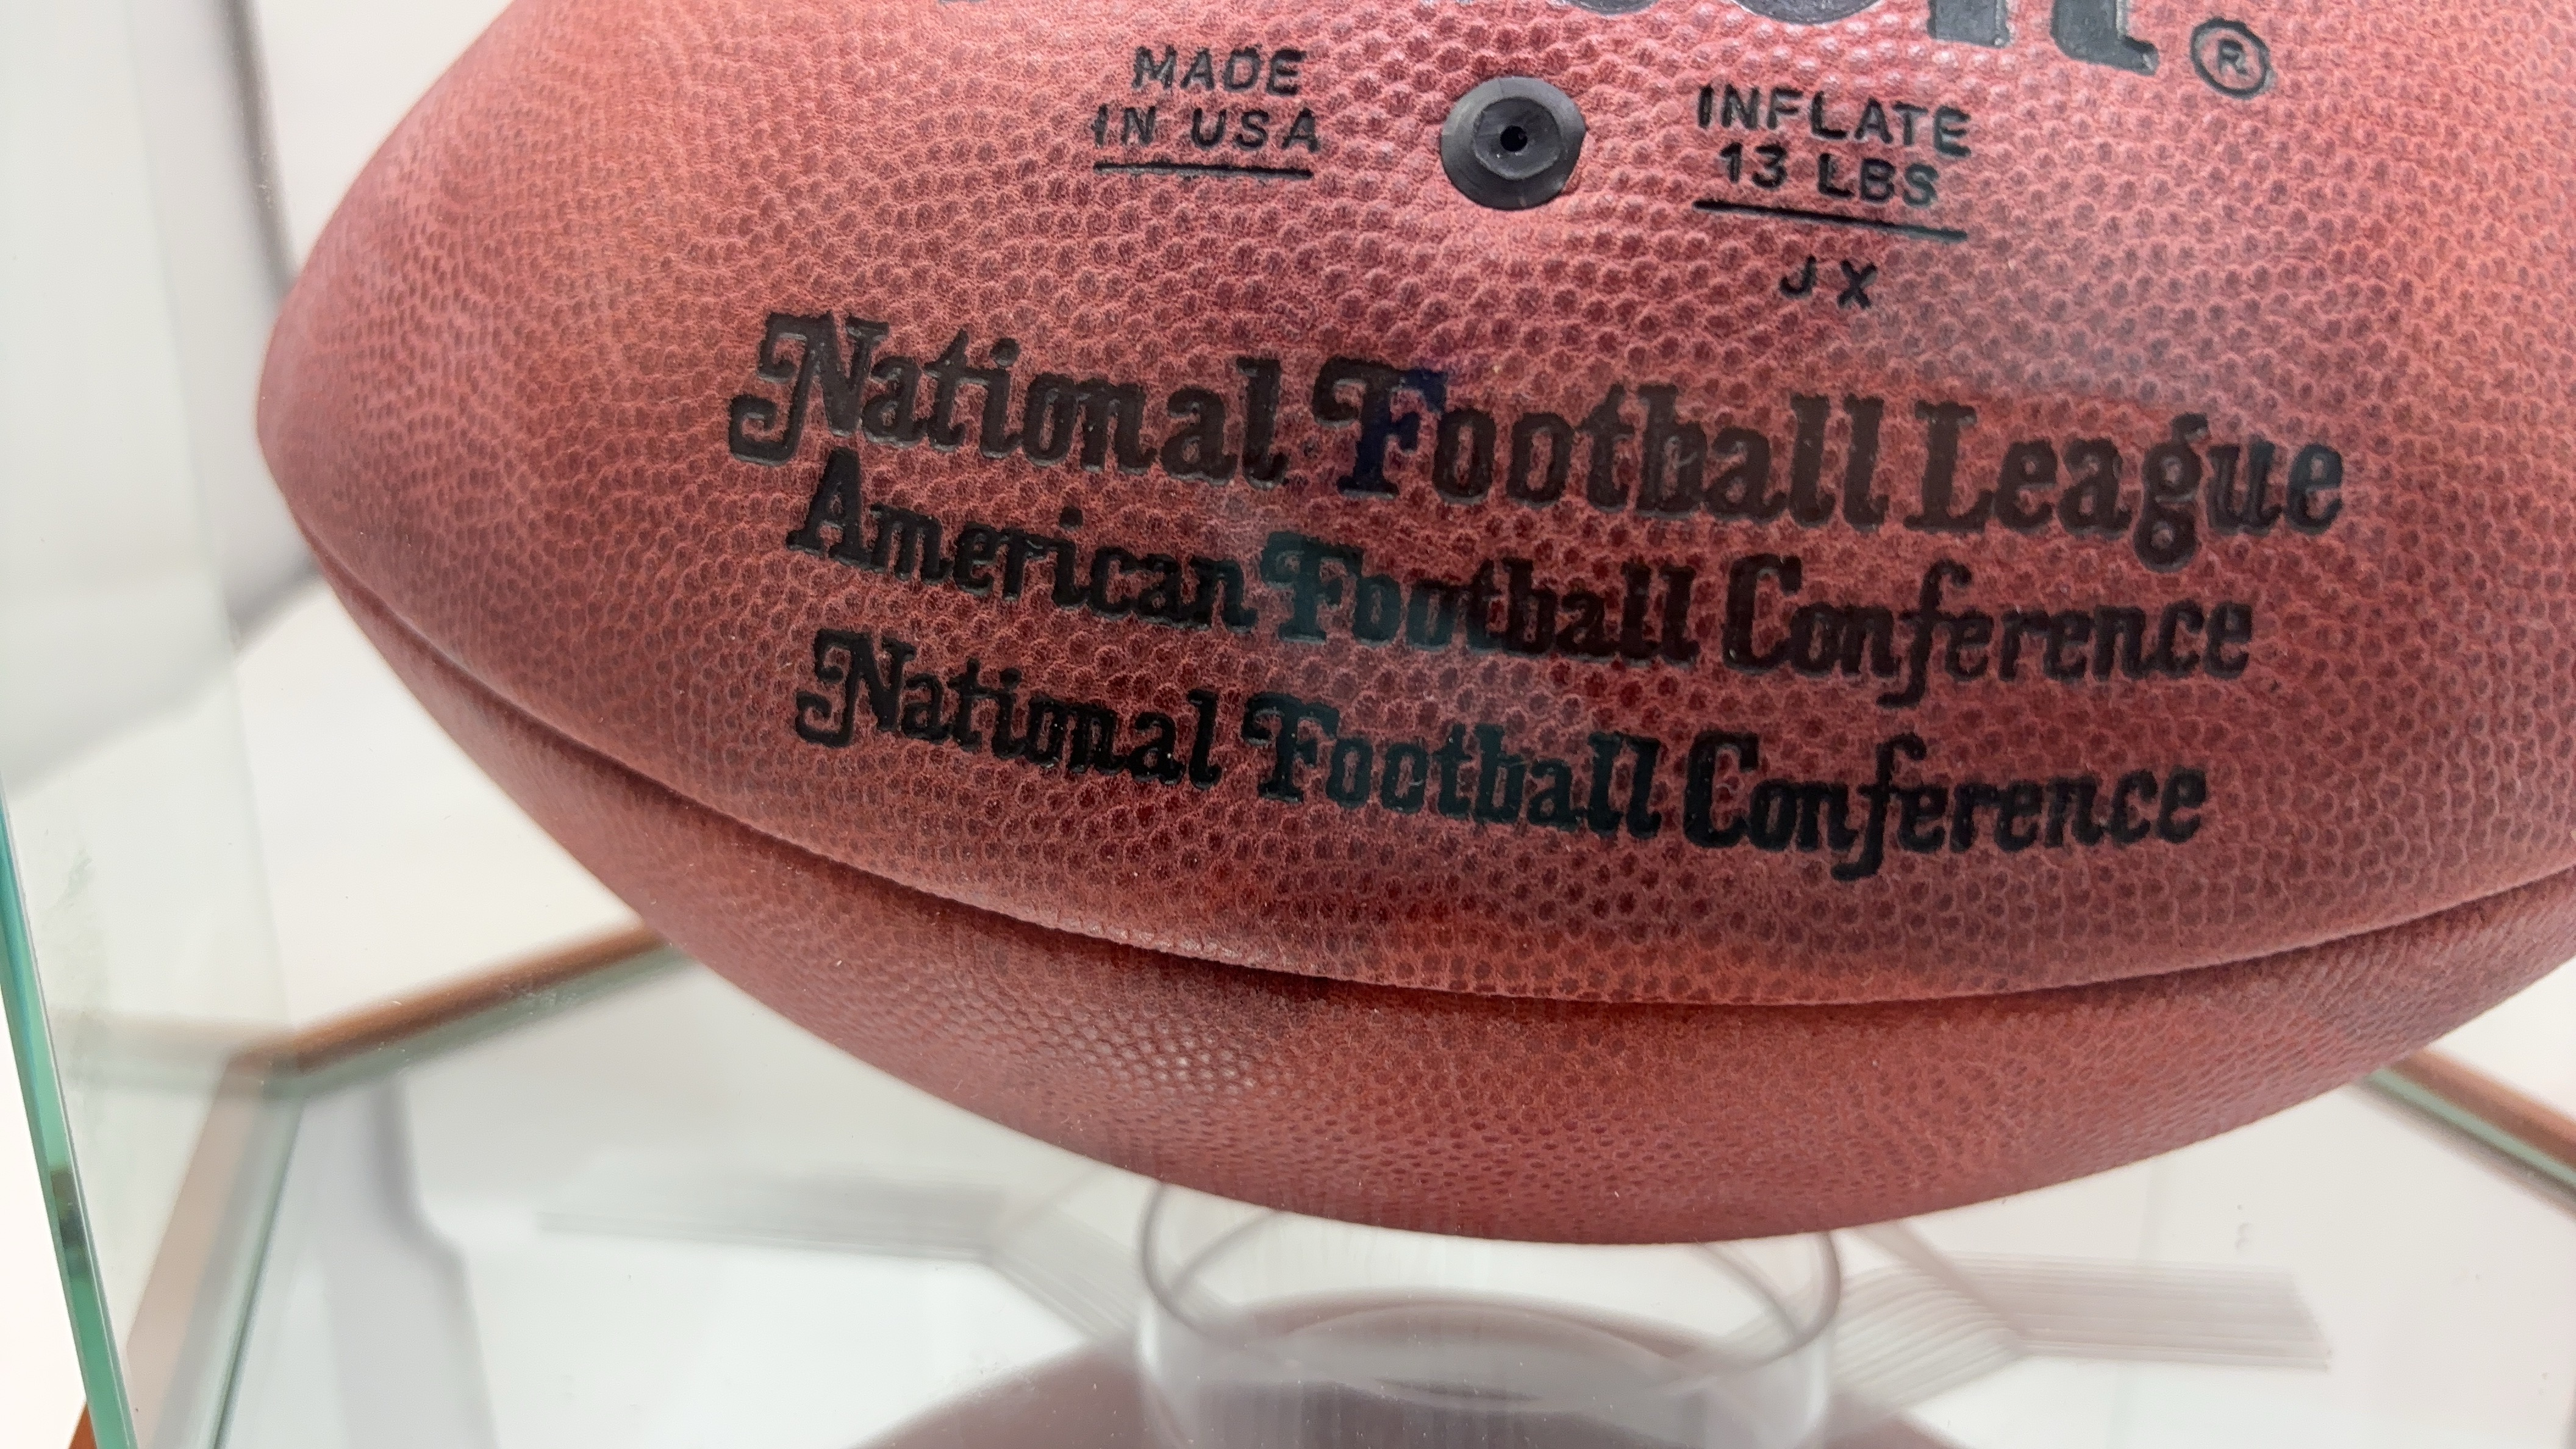 ®
MADE
IN USA
INFLATE
13 LBS
JX
National Football League
American Football Conference
National Football Conference